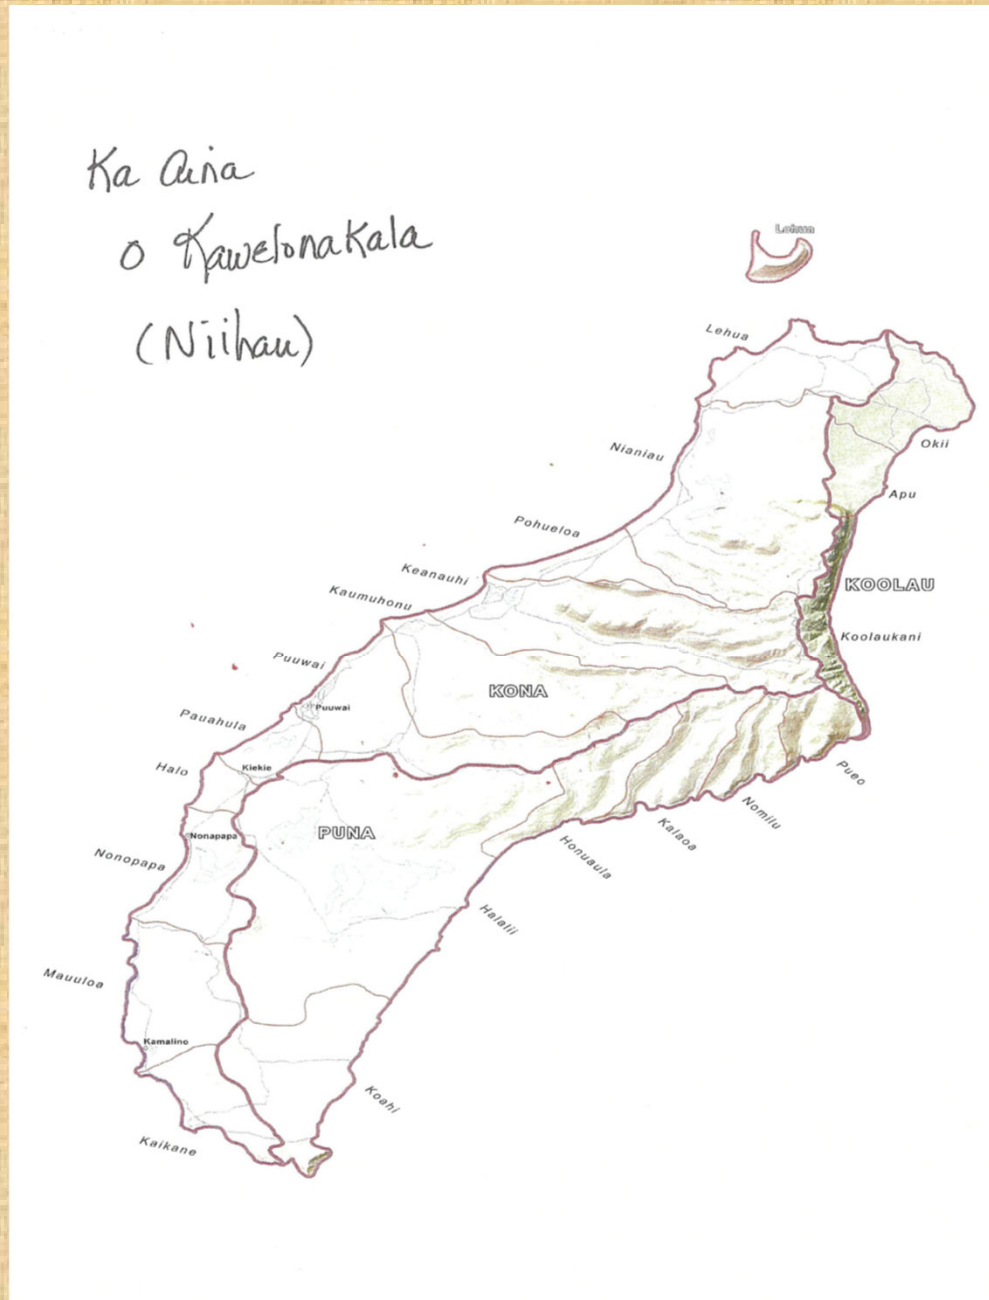 Ka Aina
o Kawelonakala
(Niihau)
Lehua
Lehua
Okii
Nianiau
Apu
Pohueloa
Keanauhi
KOOLAU
Kaumuhonu
Koolaukani
Puuwai
KONA
Puuwai
Pauahula
Halo
Kiekie
Pueo
Nomilu
PUNA
Nonapapa
Kalaoa
Honuaula
Nonopapa
Halalii
Mauuloa
Kamalino
Koahi
Kaikane